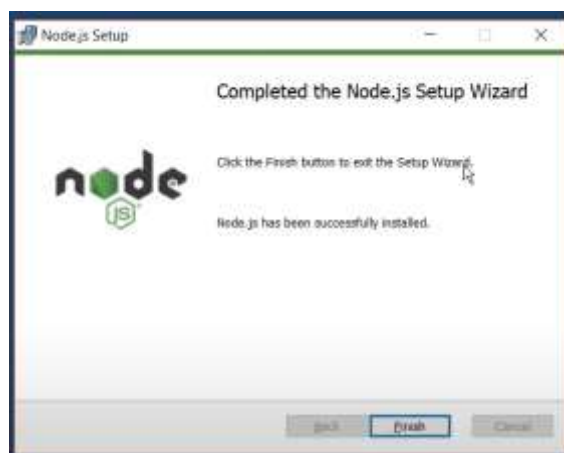 Node.js Setup
Completed the Node.js Setup Wizard
Click the Finish button to exit the Setup Wizard.
node
JS
Node.js has been successfully installed.
Back Finish Cancel